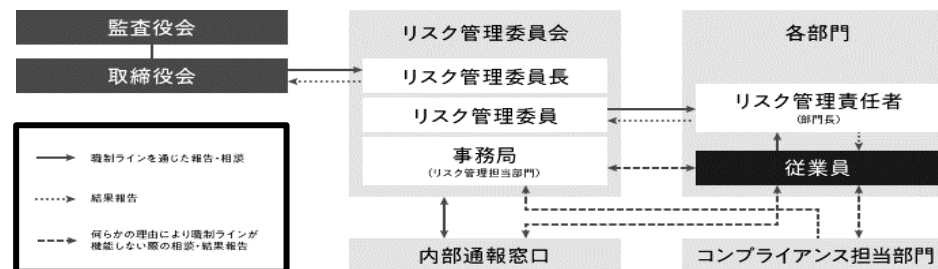 監査役会
取締役会
リスク管理委員会
リスク管理委員長
リスク管理委員
事務局
(リスク管理担当部門)
各部門
リスク管理責任者
(部門長)
従業員
内部通報窓口
コンプライアンス担当部門
職制ラインを通じた報告・相談
結果報告
何らかの理由により職制ラインが
機能しない際の相談・結果報告